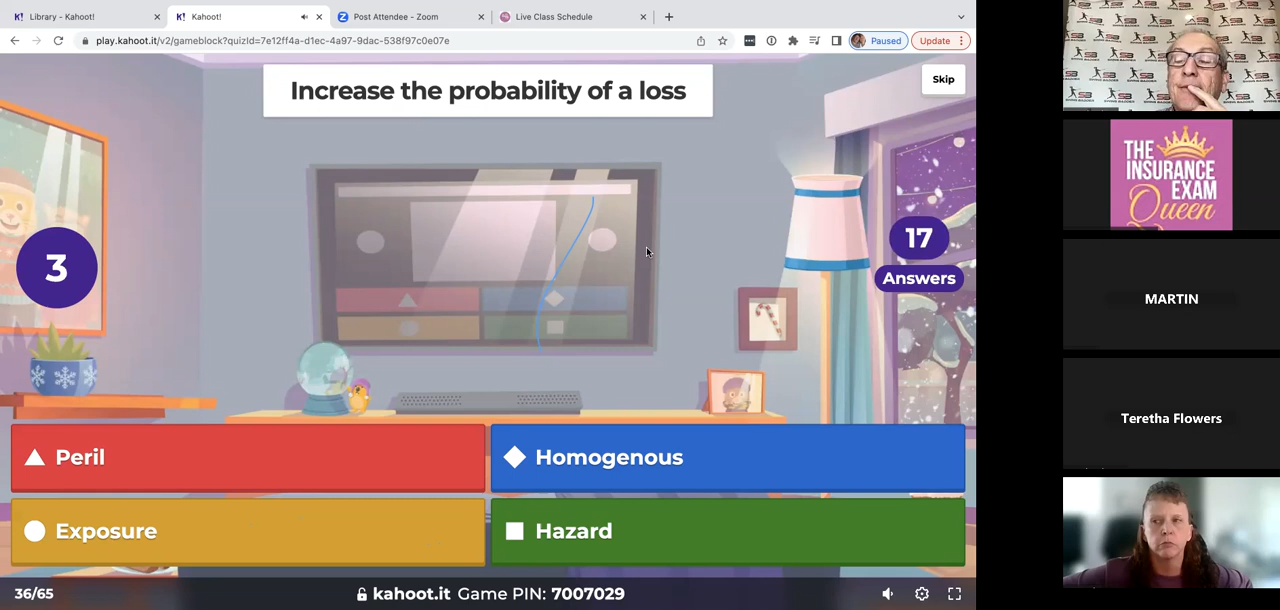 Library - Kahoot!
Kahoot!
Post Attendee - Zoom
Live Class Schedule
play.kahoot.it/v2/gameblock?quizId=7e12ff4a-d1ec-4a97-9dac-538f97c0e07e
Paused
Update
Increase the probability of a loss
Skip
3
17
Answers
Peril
Homogenous
Exposure
Hazard
36/65
kahoot.it Game PIN: 7007029
THE
INSURANCE
EXAM
Queen
MARTIN
Teretha Flowers